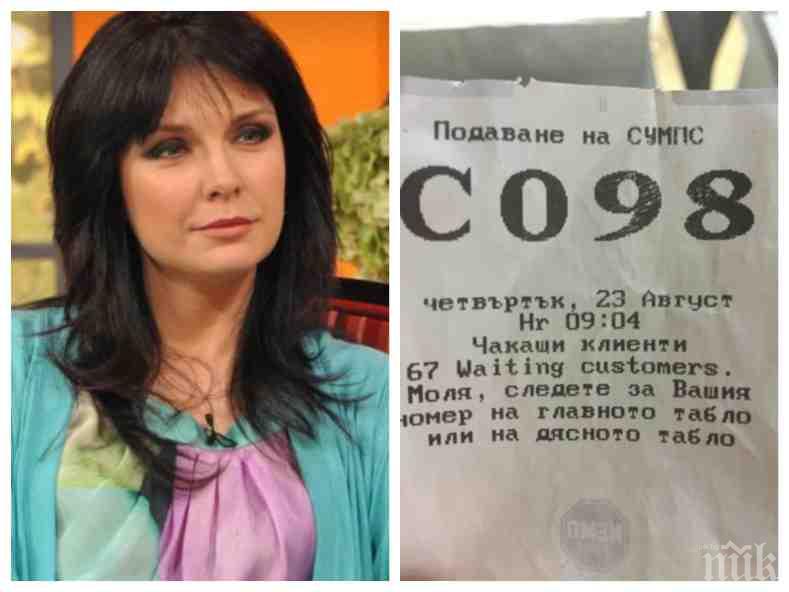 Подаване на СУМПС
C098
четвъртък, 23 Август
Hr 09:04
Чакащи клиенти
67 Waiting customers.
Моля, следете за Вашия
номер на главното табло
или на дясното табло
пик